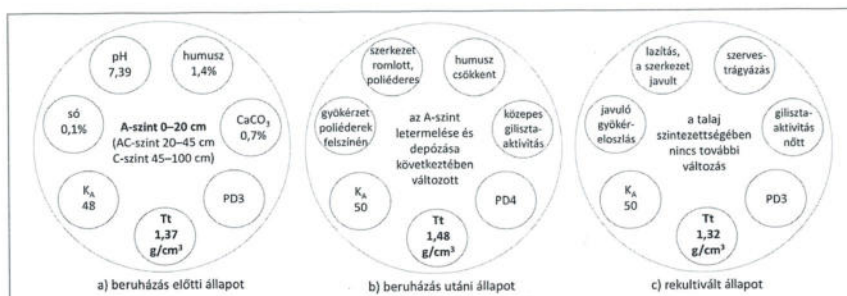 pH
7,39
humusz
1,4%
só
0,1%
A-szint 0–20 cm
(AC-szint 20–45 cm
C-szint 45–100 cm)
CaCO₃
0,7%
K_A
48
PD3
Tt
1,37
g/cm³
a) beruházás előtti állapot
szerkezet
romlott,
poliéderes
humusz
csökkent
gyökérzet
poliéderek
felszínén
az A-szint
letermelése és
depózása
következtében
változott
közepes
giliszta-
aktivitás
K_A
50
PD4
Tt
1,48
g/cm³
b) beruházás utáni állapot
lazítás,
a szerkezet
javult
szerves-
trágyázás
javuló
gyökér-
eloszlás
a talaj
szintezettségében
nincs további
változás
giliszta-
aktivitás
nőtt
K_A
50
PD3
Tt
1,32
g/cm³
c) rekultivált állapot